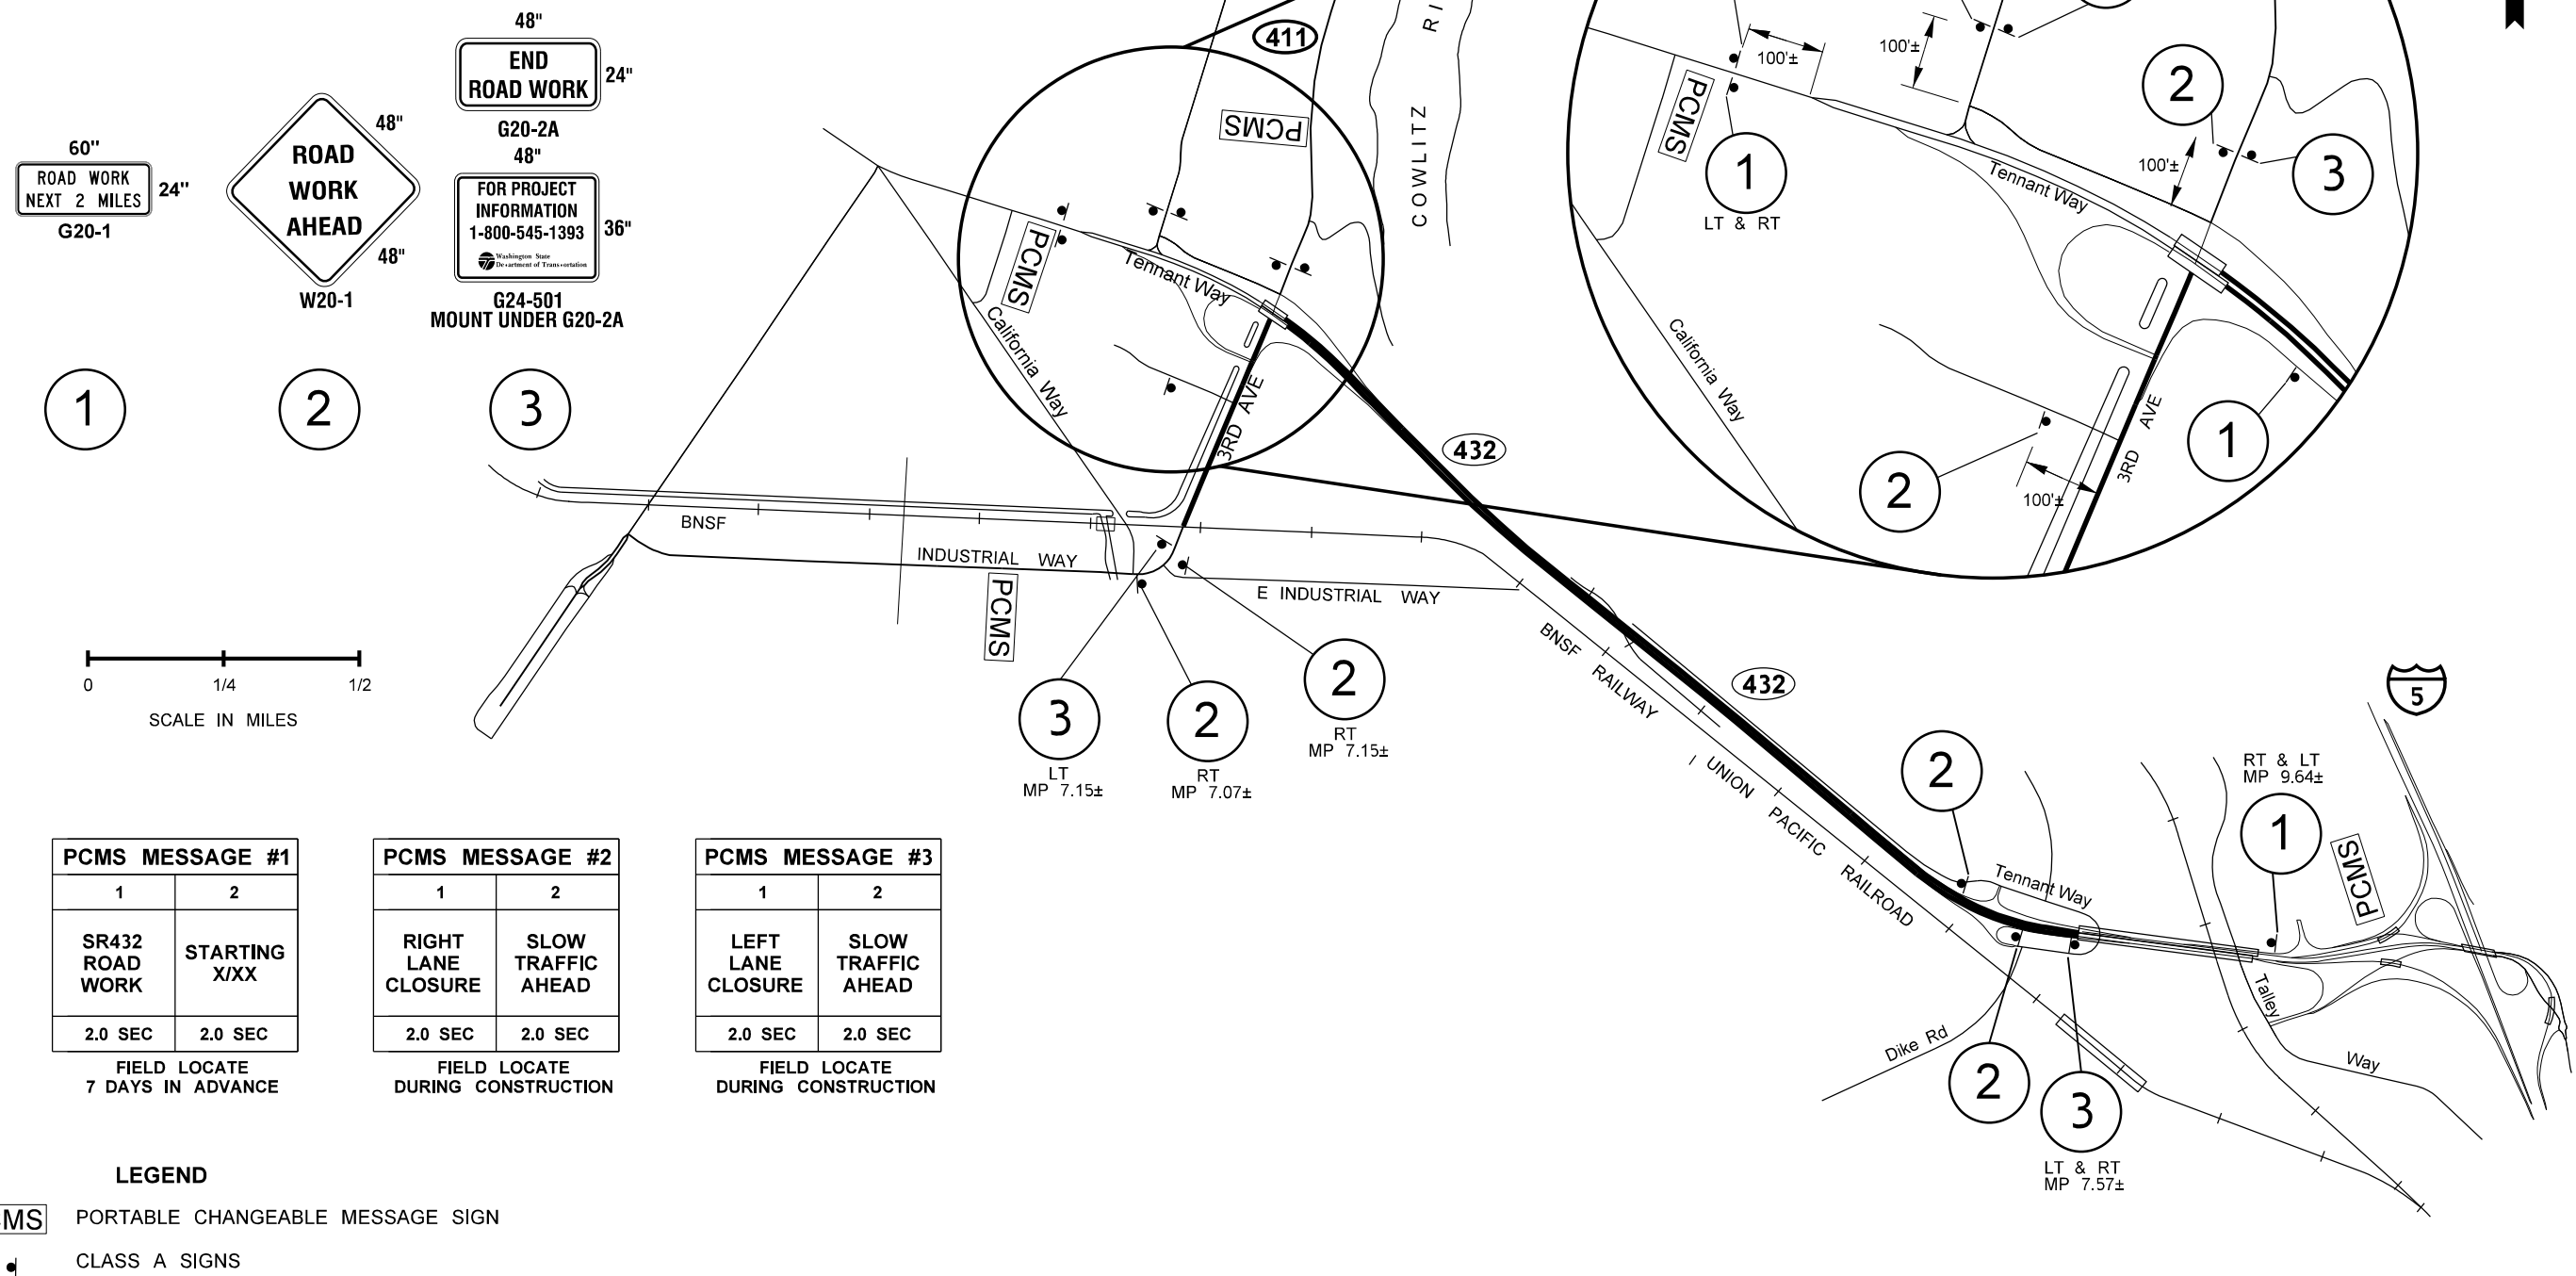 60"
ROAD WORK
NEXT 2 MILES
24"
G20-1
ROAD
WORK
AHEAD
48"
48"
W20-1
48"
END
ROAD WORK
24"
G20-2A
48"
FOR PROJECT
INFORMATION
1-800-545-1393
Washington State
36"
G24-501
MOUNT UNDER G20-2A
1
2
3
0
1/4
1/2
SCALE IN MILES
411
PCMS
COWLITZ RI
PCMS
Tennant Way
California Way
3RD AVE
432
BNSF
INDUSTRIAL WAY
PCMS
E INDUSTRIAL WAY
3
LT
MP 7.15±
2
RT
MP 7.07±
2
RT
MP 7.15±
BNSF RAILWAY
UNION PACIFIC RAILROAD
432
5
2
Tennant Way
RT & LT
MP 9.64±
1
PCMS
Talley
Way
Dike Rd
2
3
LT & RT
MP 7.57±
100'±
100'±
PCMS
1
LT & RT
2
100'±
3
Tennant Way
California Way
2
100'±
3RD AVE
1
PCMS MESSAGE #1
1 2
SR432
ROAD
WORK
STARTING
X/XX
2.0 SEC 2.0 SEC
FIELD LOCATE
7 DAYS IN ADVANCE
PCMS MESSAGE #2
1 2
RIGHT
LANE
CLOSURE
SLOW
TRAFFIC
AHEAD
2.0 SEC 2.0 SEC
FIELD LOCATE
DURING CONSTRUCTION
PCMS MESSAGE #3
1 2
LEFT
LANE
CLOSURE
SLOW
TRAFFIC
AHEAD
2.0 SEC 2.0 SEC
FIELD LOCATE
DURING CONSTRUCTION
LEGEND
MS PORTABLE CHANGEABLE MESSAGE SIGN
CLASS A SIGNS